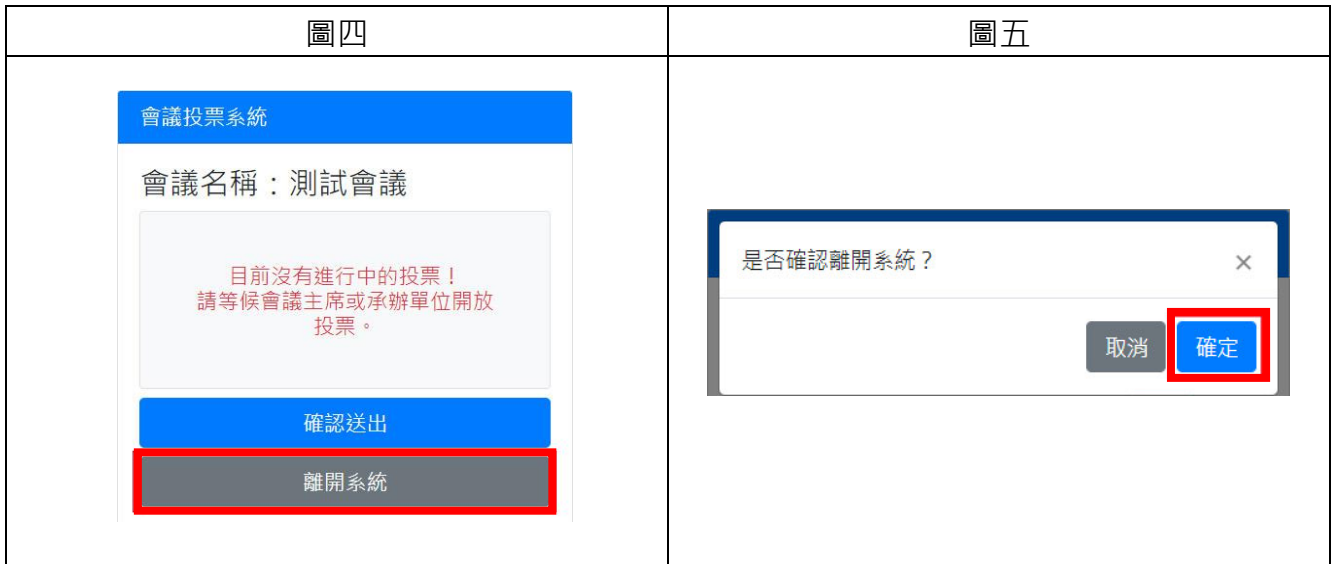 圖四
圖五
會議投票系統
會議名稱：測試會議
目前沒有進行中的投票！
請等候會議主席或承辦單位開放
投票。
確認送出
離開系統
是否確認離開系統？
×
取消
確定